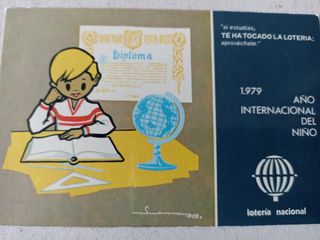 "si estudias,
TE HA TOCADO LA LOTERIA;
aprovéchate."
Diploma
1.979
AÑO
INTERNACIONAL
DEL
NIÑO
lotería nacional